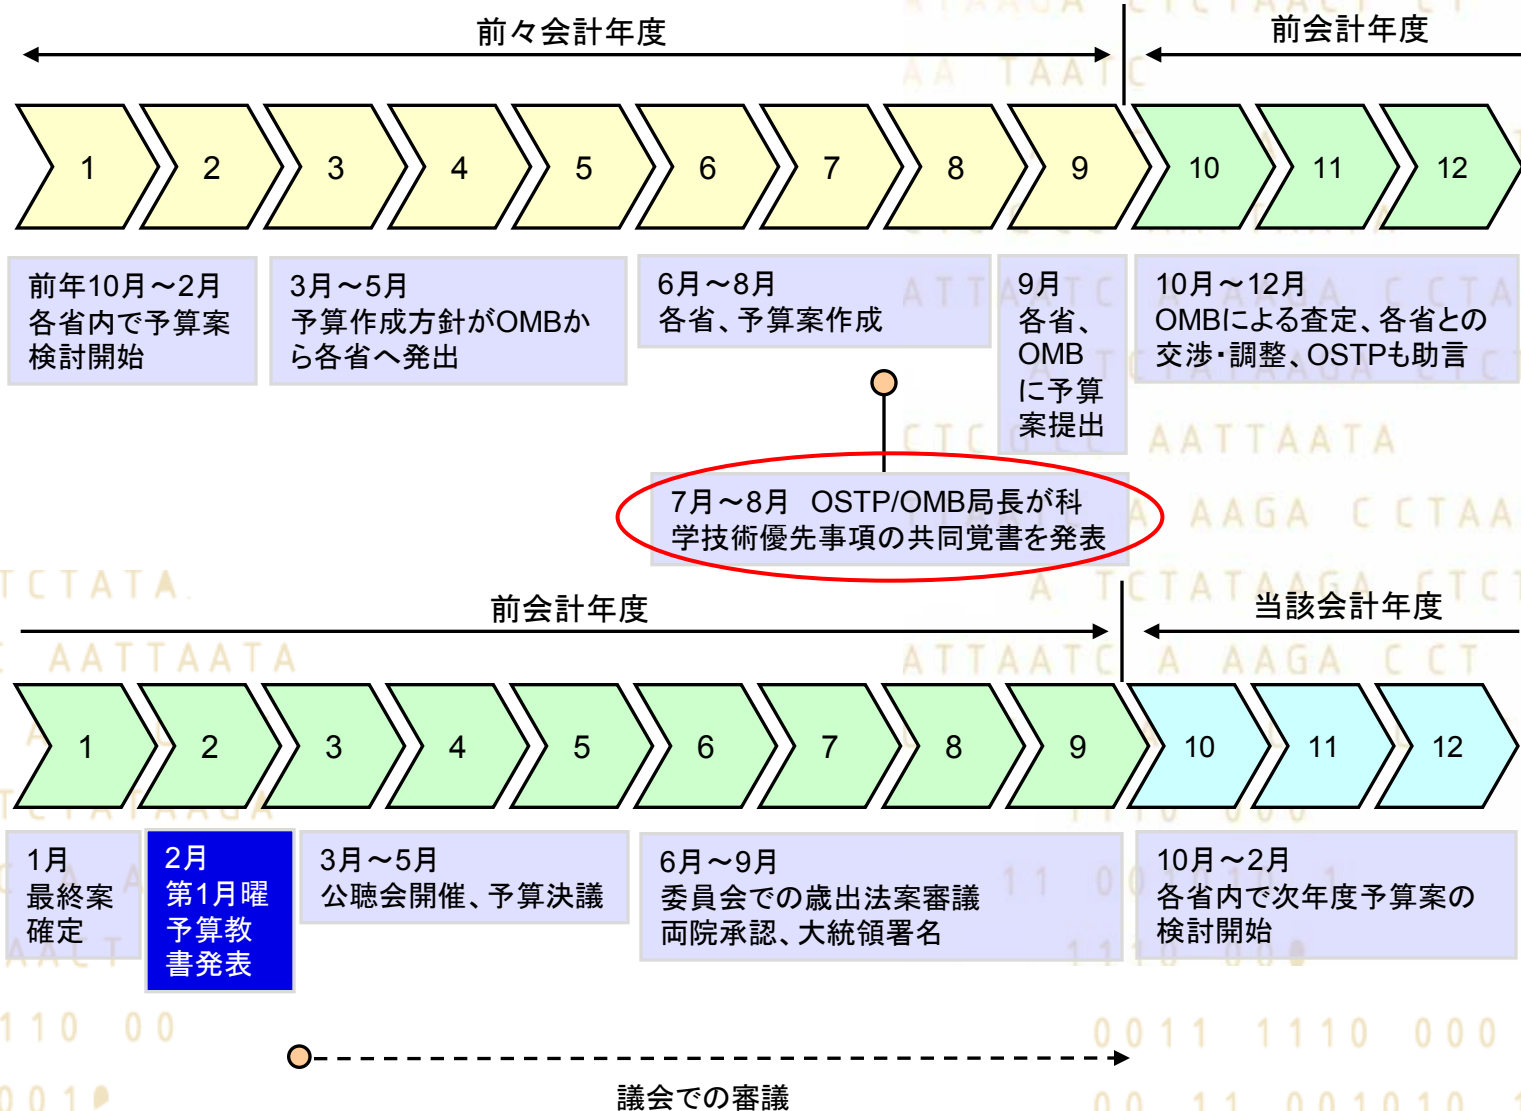 前々会計年度
前会計年度
1 2 3 4 5 6 7 8 9 10 11 12
前年10月～2月
各省内で予算案
検討開始
3月～5月
予算作成方針がOMBか
ら各省へ発出
6月～8月
各省、予算案作成
9月
各省、
OMB
に予算
案提出
10月～12月
OMBによる査定、各省との
交渉・調整、OSTPも助言
7月～8月 OSTP/OMB局長が科
学技術優先事項の共同覚書を発表
前会計年度
当該会計年度
1 2 3 4 5 6 7 8 9 10 11 12
1月
最終案
確定
2月
第1月曜
予算教
書発表
3月～5月
公聴会開催、予算決議
6月～9月
委員会での歳出法案審議
両院承認、大統領署名
10月～2月
各省内で次年度予算案の
検討開始
議会での審議